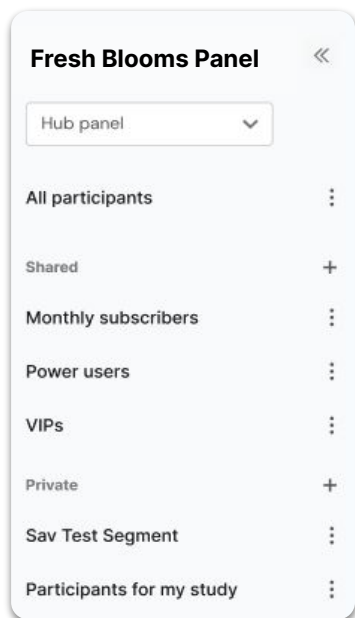 Fresh Blooms Panel
Hub panel
All participants
Shared
Monthly subscribers
Power users
VIPs
Private
Sav Test Segment
Participants for my study